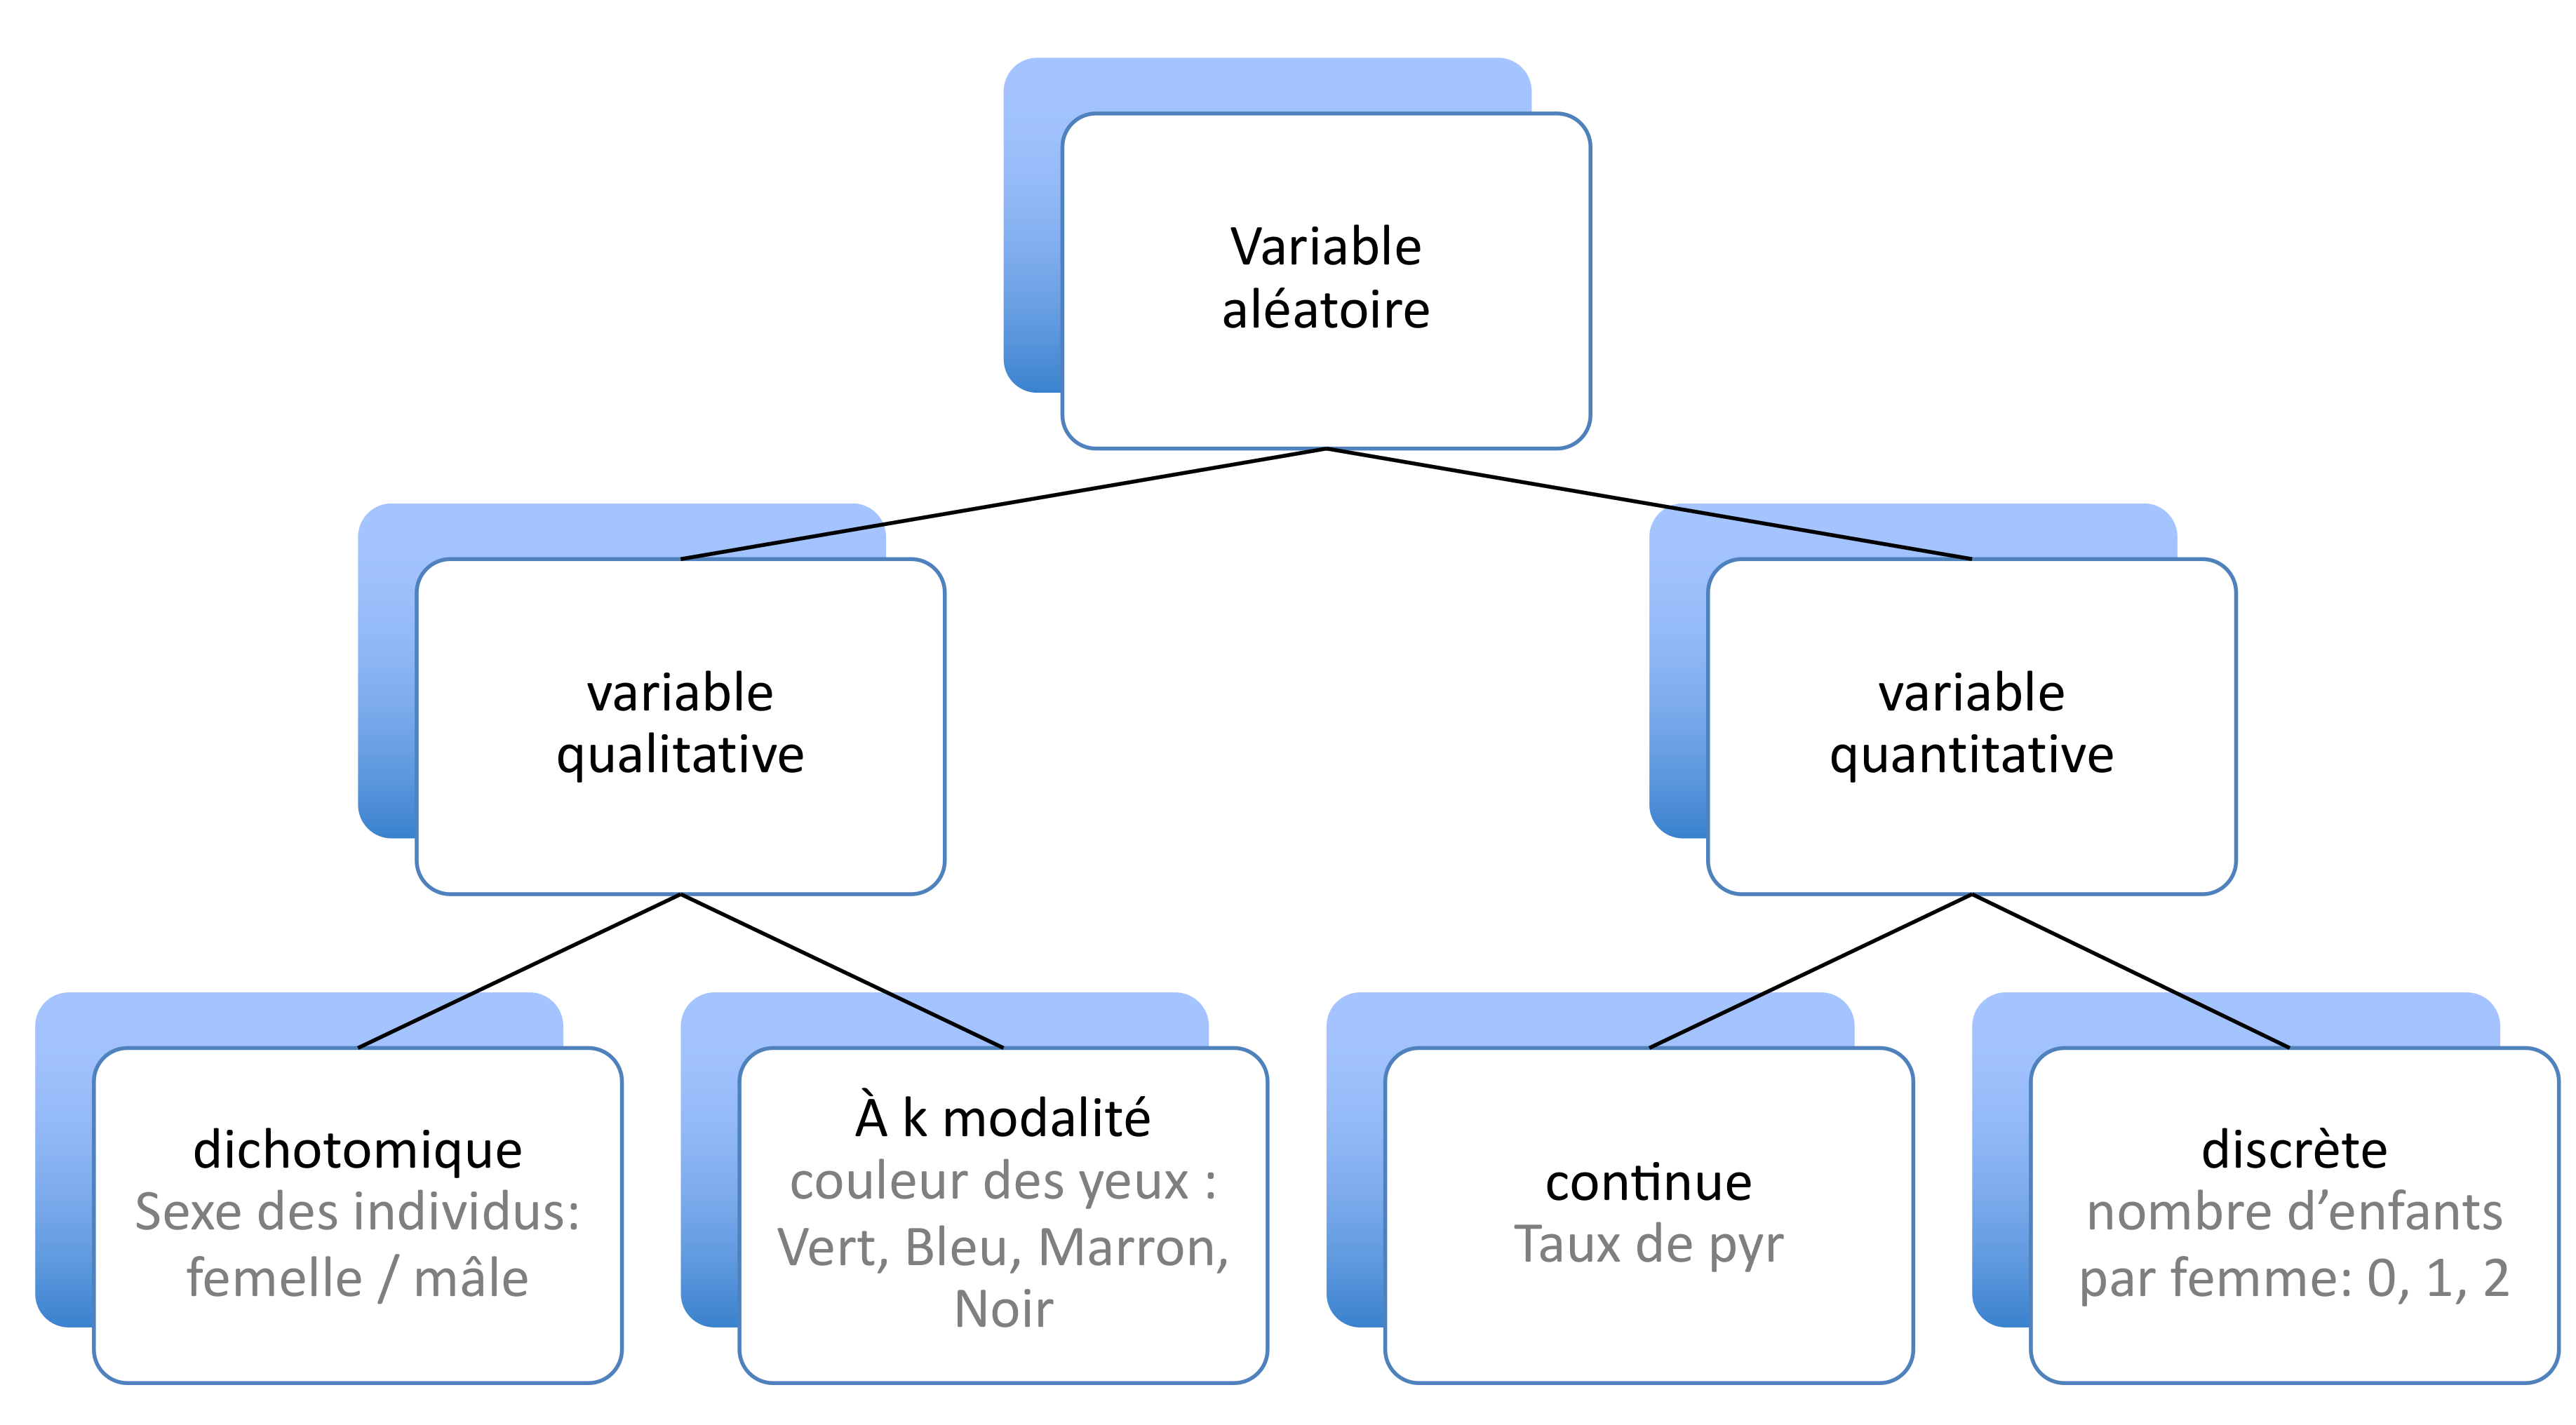 Variable
aléatoire
variable
qualitative
variable
quantitative
dichotomique
Sexe des individus:
femelle / mâle
À k modalité
couleur des yeux :
Vert, Bleu, Marron,
Noir
continue
Taux de pyr
discrète
nombre d’enfants
par femme: 0, 1, 2